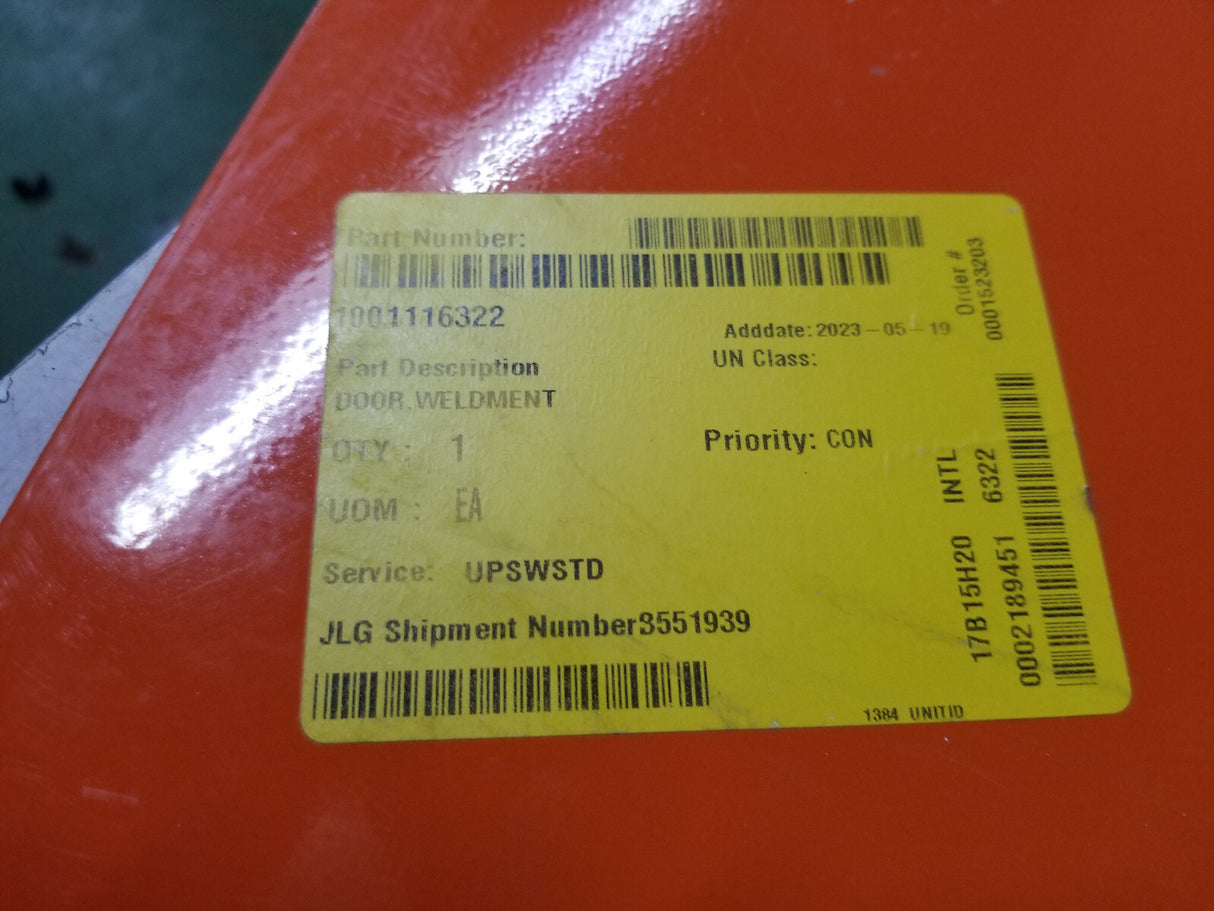 Part Number:
1001116322
Adddate: 2023-05-19
Part Description
UN Class:
DOOR,WELDMENT
QTY : 1
Priority: CON
UOM : EA
Service: UPSWSTD
JLG Shipment Number3551939
1384 UNITID
Order #
0001523203
17B15H20 INTL
0002189451 6322